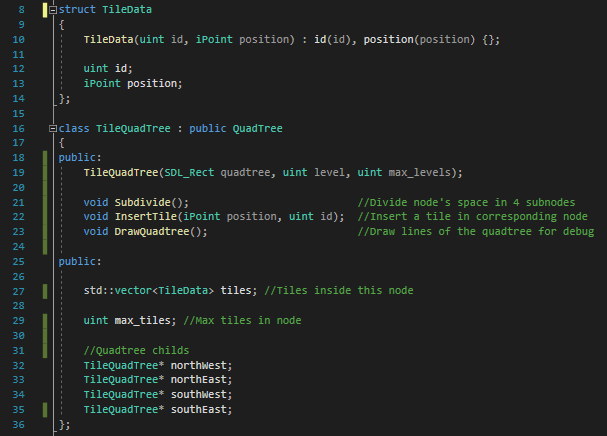 8 struct TileData
9 {
10 TileData(uint id, iPoint position) : id(id), position(position) {};
11
12 uint id;
13 iPoint position;
14 };
15
16 class TileQuadTree : public QuadTree
17 {
18 public:
19 TileQuadTree(SDL_Rect quadtree, uint level, uint max_levels);
20
21 void Subdivide(); //Divide node's space in 4 subnodes
22 void InsertTile(iPoint position, uint id); //Insert a tile in corresponding node
23 void DrawQuadtree(); //Draw lines of the quadtree for debug
24
25 public:
26
27 std::vector<TileData> tiles; //Tiles inside this node
28
29 uint max_tiles; //Max tiles in node
30
31 //Quadtree childs
32 TileQuadTree* northWest;
33 TileQuadTree* northEast;
34 TileQuadTree* southWest;
35 TileQuadTree* southEast;
36 };